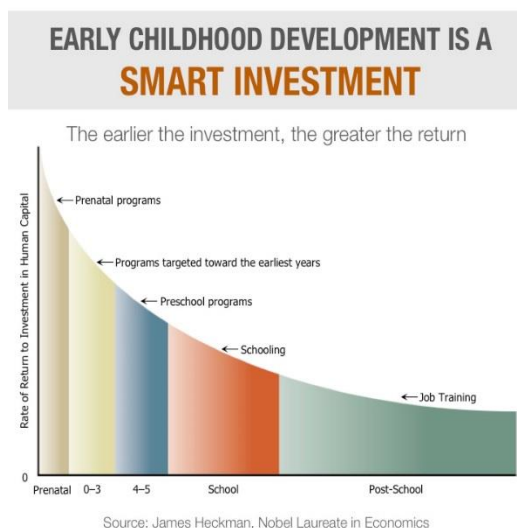 EARLY CHILDHOOD DEVELOPMENT IS A
SMART INVESTMENT
The earlier the investment, the greater the return
Rate of Return to Investment in Human Capital
Prenatal programs
Programs targeted toward the earliest years
Preschool programs
Schooling
Job Training
0
Prenatal 0–3 4–5 School Post-School
Source: James Heckman, Nobel Laureate in Economics